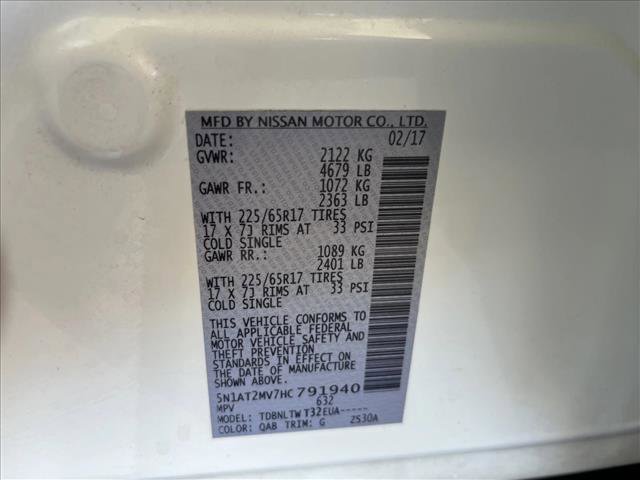 MFD BY NISSAN MOTOR CO., LTD.
DATE: 02/17
GVWR: 2122 KG
4679 LB
GAWR FR.: 1072 KG
2363 LB
WITH 225/65R17 TIRES
17 X 7J RIMS AT 33 PSI
COLD SINGLE
GAWR RR.: 1089 KG
2401 LB
WITH 225/65R17 TIRES
17 X 7J RIMS AT 33 PSI
COLD SINGLE
THIS VEHICLE CONFORMS TO
ALL APPLICABLE FEDERAL
MOTOR VEHICLE SAFETY AND
THEFT PREVENTION
STANDARDS IN EFFECT ON
THE DATE OF MANUFACTURE
SHOWN ABOVE.
5N1AT2MV7HC 791940
MPV 632
MODEL: TDBNLTW T32EUA-----
COLOR: QAB TRIM: G ZS30A